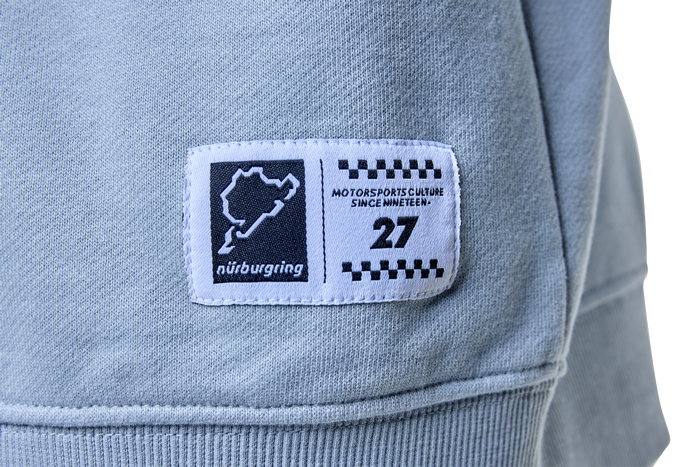 nürburgring
MOTORSPORTS CULTURE
SINCE NINETEEN-
27